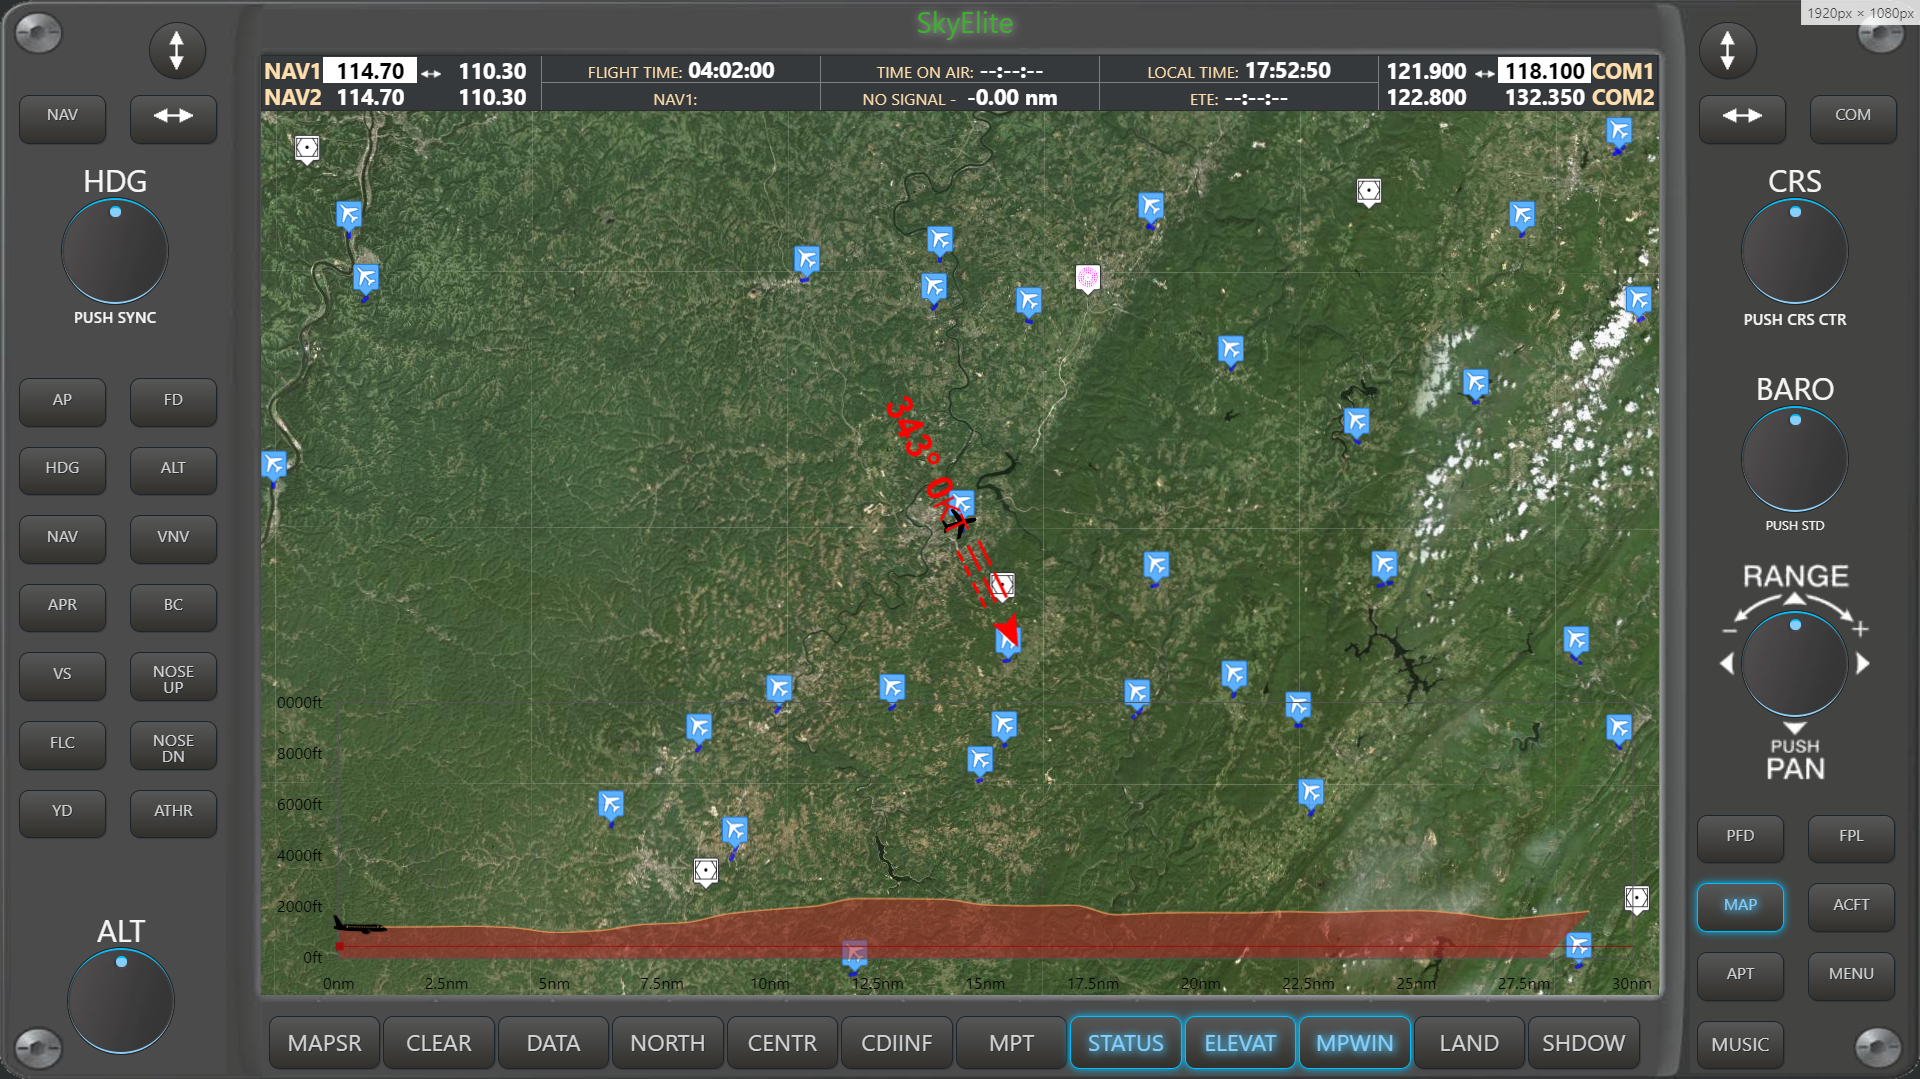 SkyElite
1920px × 1080px
NAV1 114.70 110.30 FLIGHT TIME: 04:02:00 TIME ON AIR: --:--:-- LOCAL TIME: 17:52:50 121.900 118.100 COM1
NAV2 114.70 110.30 NAV1: NO SIGNAL - -0.00 nm ETE: --:--:-- 122.800 132.350 COM2
NAV
COM
HDG
PUSH SYNC
CRS
PUSH CRS CTR
AP FD
HDG ALT
NAV VNV
APR BC
VS NOSE UP
FLC NOSE DN
YD ATHR
ALT
BARO
PUSH STD
RANGE
PUSH
PAN
343° 0KT
0000ft
8000ft
6000ft
4000ft
2000ft
0ft
0nm 2.5nm 5nm 7.5nm 10nm 12.5nm 15nm 17.5nm 20nm 22.5nm 25nm 27.5nm 30nm
PFD FPL
MAP ACFT
APT MENU
MUSIC
MAPSR CLEAR DATA NORTH CENTR CDIINF MPT STATUS ELEVAT MPWIN LAND SHDOW